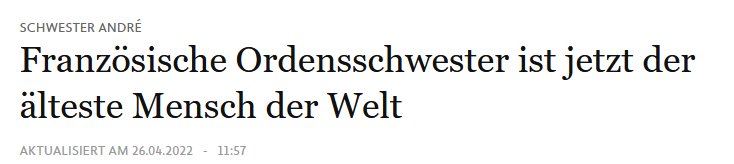 SCHWESTER ANDRÉ
Französische Ordensschwester ist jetzt der
älteste Mensch der Welt
AKTUALISIERT AM 26.04.2022 - 11:57